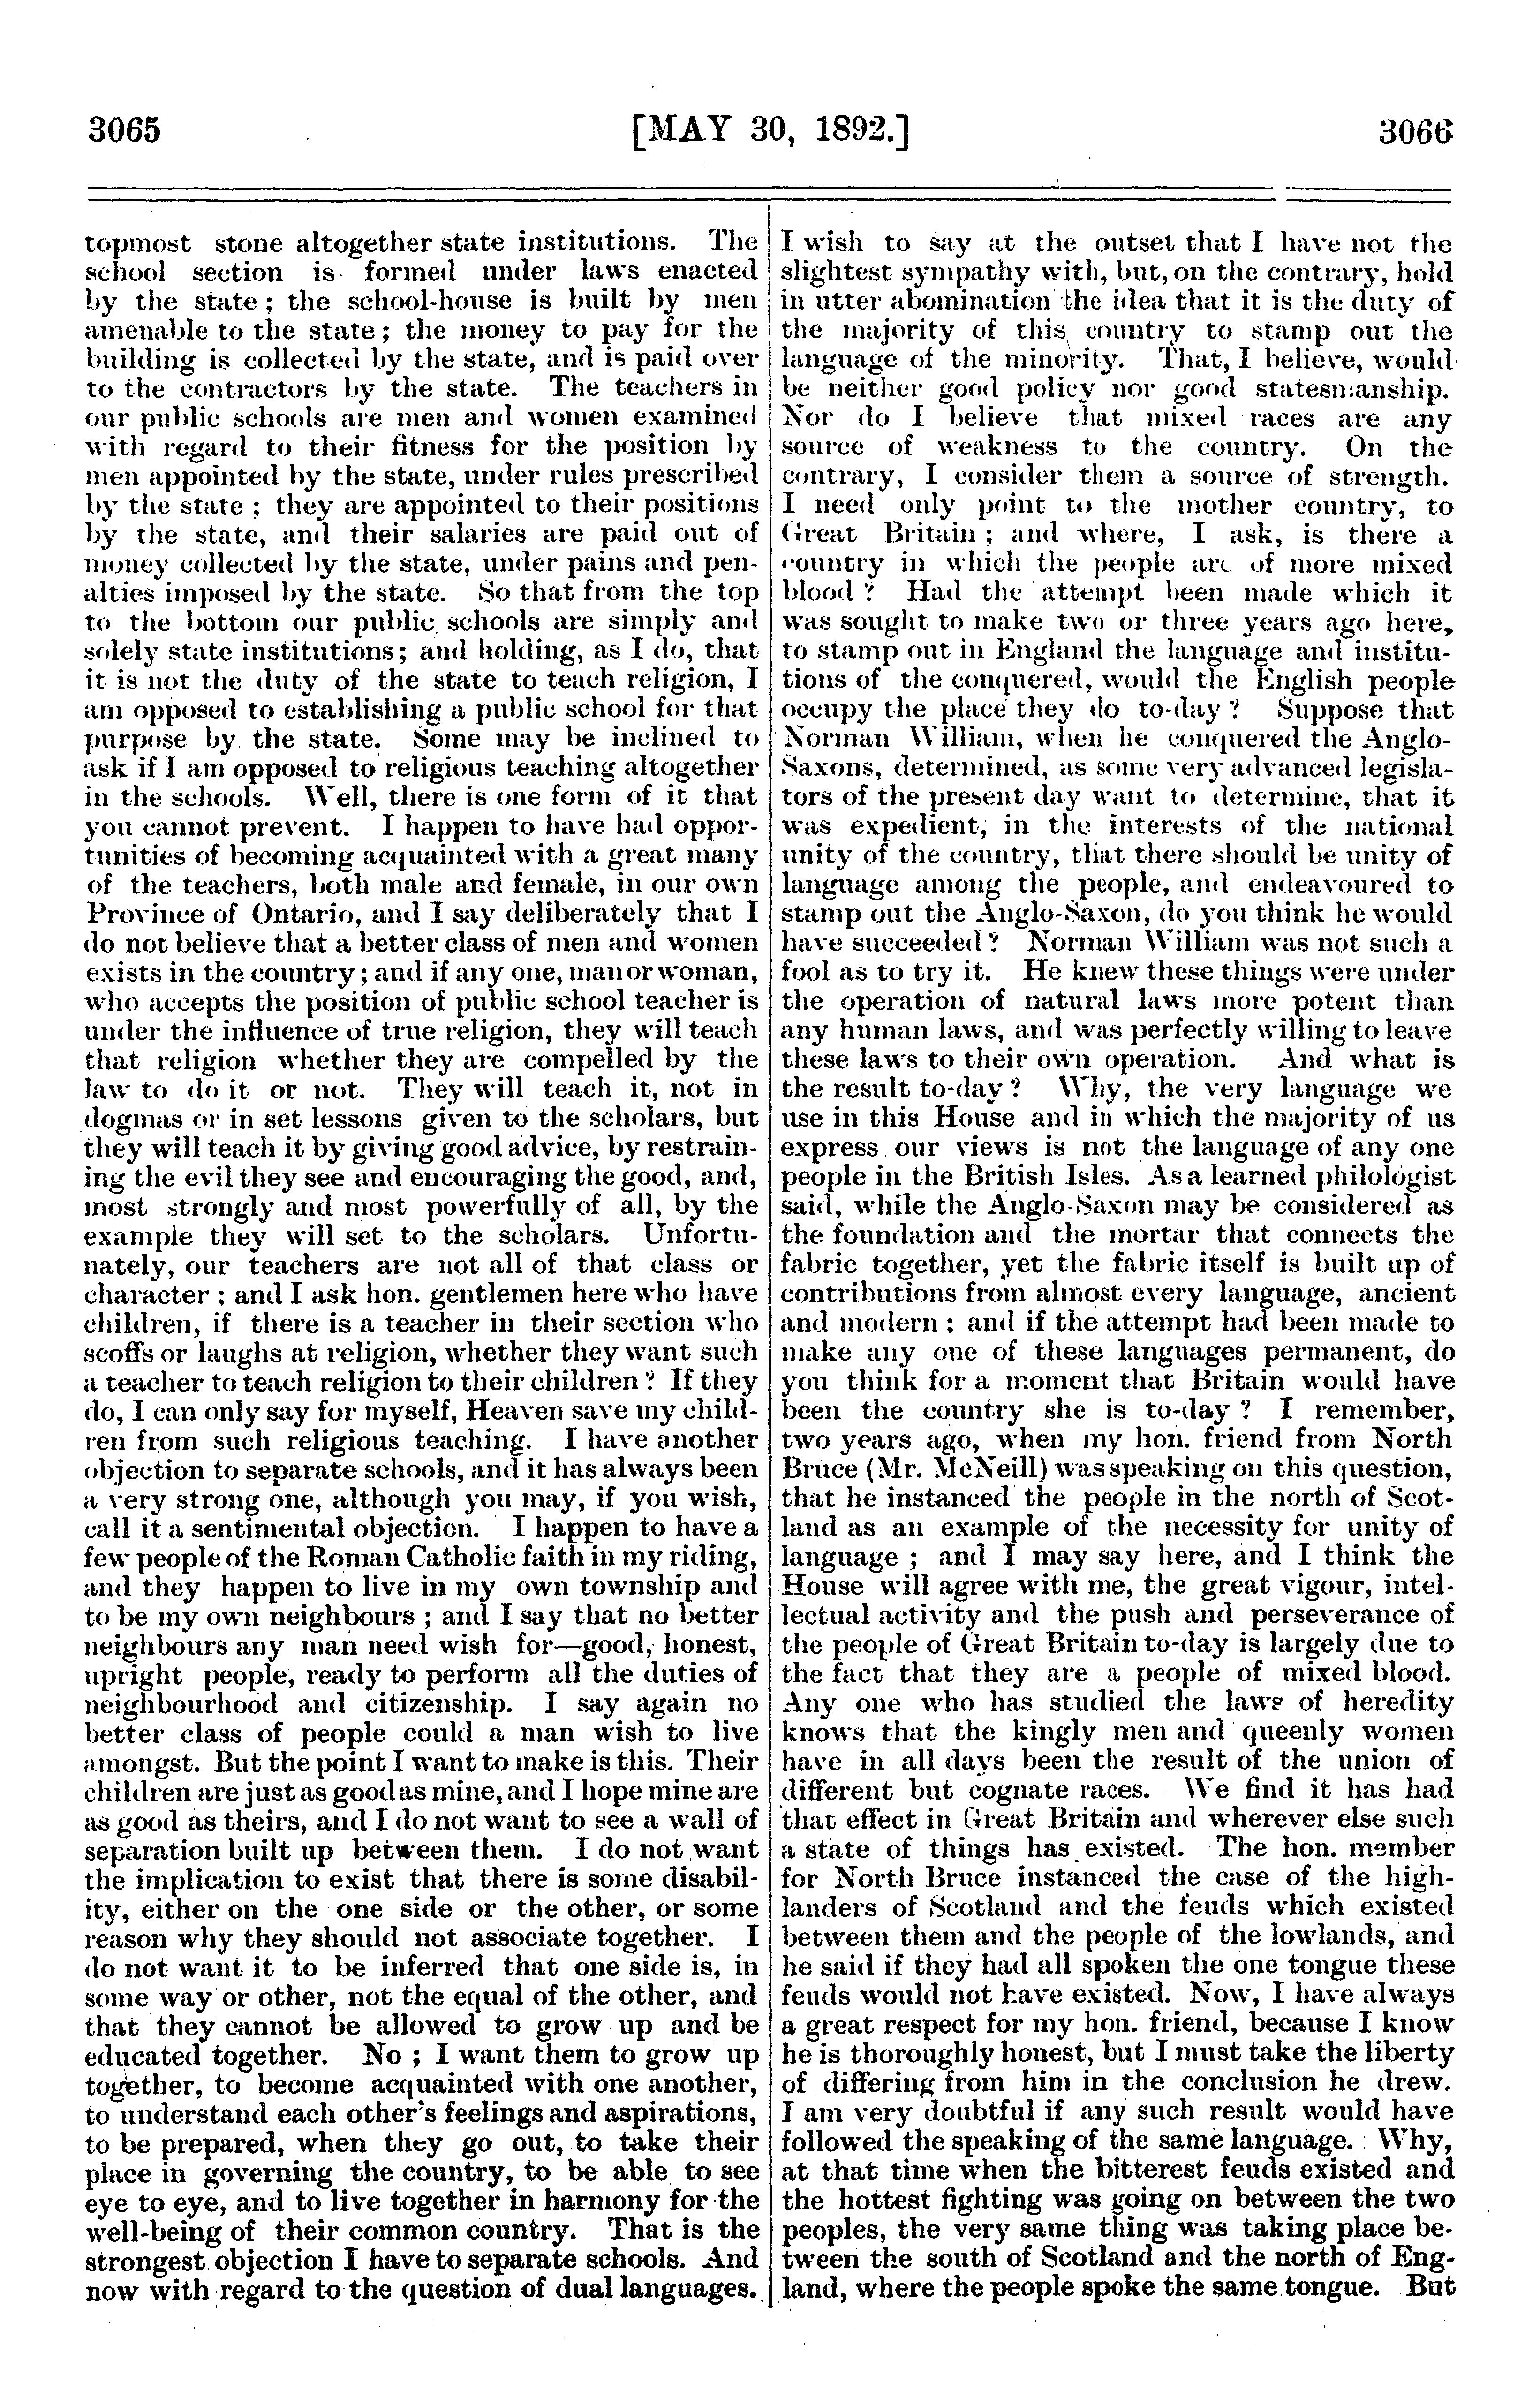 3065 [MAY 30, 1892.] 3066
topmost stone altogether state institutions. The
school section is formed under laws enacted
by the state ; the school-house is built by men
amenable to the state ; the money to pay for the
building is collected by the state, and is paid over
to the contractors by the state. The teachers in
our public schools are men and women examined
with regard to their fitness for the position by
men appointed by the state, under rules prescribed
by the state ; they are appointed to their positions
by the state, and their salaries are paid out of
money collected by the state, under pains and pen-
alties imposed by the state. So that from the top
to the bottom our public schools are simply and
solely state institutions ; and holding, as I do, that
it is not the duty of the state to teach religion, I
am opposed to establishing a public school for that
purpose by the state. Some may be inclined to
ask if I am opposed to religious teaching altogether
in the schools. Well, there is one form of it that
you cannot prevent. I happen to have had oppor-
tunities of becoming acquainted with a great many
of the teachers, both male and female, in our own
Province of Ontario, and I say deliberately that I
do not believe that a better class of men and women
exists in the country ; and if any one, man or woman,
who accepts the position of public school teacher is
under the influence of true religion, they will teach
that religion whether they are compelled by the
law to do it or not. They will teach it, not in
dogmas or in set lessons given to the scholars, but
they will teach it by giving good advice, by restrain-
ing the evil they see and encouraging the good, and,
most strongly and most powerfully of all, by the
example they will set to the scholars. Unfortu-
nately, our teachers are not all of that class or
character ; and I ask hon. gentlemen here who have
children, if there is a teacher in their section who
scoffs or laughs at religion, whether they want such
a teacher to teach religion to their children ? If they
do, I can only say for myself, Heaven save my child-
ren from such religious teaching. I have another
objection to separate schools, and it has always been
a very strong one, although you may, if you wish,
call it a sentimental objection. I happen to have a
few people of the Roman Catholic faith in my riding,
and they happen to live in my own township and
to be my own neighbours ; and I say that no better
neighbours any man need wish for—good, honest,
upright people, ready to perform all the duties of
neighbourhood and citizenship. I say again no
better class of people could a man wish to live
amongst. But the point I want to make is this. Their
children are just as good as mine, and I hope mine are
as good as theirs, and I do not want to see a wall of
separation built up between them. I do not want
the implication to exist that there is some disabil-
ity, either on the one side or the other, or some
reason why they should not associate together. I
do not want it to be inferred that one side is, in
some way or other, not the equal of the other, and
that they cannot be allowed to grow up and be
educated together. No ; I want them to grow up
together, to become acquainted with one another,
to understand each other's feelings and aspirations,
to be prepared, when they go out, to take their
place in governing the country, to be able to see
eye to eye, and to live together in harmony for the
well-being of their common country. That is the
strongest objection I have to separate schools. And
now with regard to the question of dual languages.
I wish to say at the outset that I have not the
slightest sympathy with, but, on the contrary, hold
in utter abomination the idea that it is the duty of
the majority of this country to stamp out the
language of the minority. That, I believe, would
be neither good policy nor good statesmanship.
Nor do I believe that mixed races are any
source of weakness to the country. On the
contrary, I consider them a source of strength.
I need only point to the mother country, to
Great Britain ; and where, I ask, is there a
country in which the people are of more mixed
blood ? Had the attempt been made which it
was sought to make two or three years ago here,
to stamp out in England the language and institu-
tions of the conquered, would the English people
occupy the place they do to-day ? Suppose that
Norman William, when he conquered the Anglo-
Saxons, determined, as some very advanced legisla-
tors of the present day want to determine, that it
was expedient, in the interests of the national
unity of the country, that there should be unity of
language among the people, and endeavoured to
stamp out the Anglo-Saxon, do you think he would
have succeeded ? Norman William was not such a
fool as to try it. He knew these things were under
the operation of natural laws more potent than
any human laws, and was perfectly willing to leave
these laws to their own operation. And what is
the result to-day ? Why, the very language we
use in this House and in which the majority of us
express our views is not the language of any one
people in the British Isles. As a learned philologist
said, while the Anglo-Saxon may be considered as
the foundation and the mortar that connects the
fabric together, yet the fabric itself is built up of
contributions from almost every language, ancient
and modern ; and if the attempt had been made to
make any one of these languages permanent, do
you think for a moment that Britain would have
been the country she is to-day ? I remember,
two years ago, when my hon. friend from North
Bruce (Mr. McNeill) was speaking on this question,
that he instanced the people in the north of Scot-
land as an example of the necessity for unity of
language ; and I may say here, and I think the
House will agree with me, the great vigour, intel-
lectual activity and the push and perseverance of
the people of Great Britain to-day is largely due to
the fact that they are a people of mixed blood.
Any one who has studied the laws of heredity
knows that the kingly men and queenly women
have in all days been the result of the union of
different but cognate races. We find it has had
that effect in Great Britain and wherever else such
a state of things has existed. The hon. member
for North Bruce instanced the case of the high-
landers of Scotland and the feuds which existed
between them and the people of the lowlands, and
he said if they had all spoken the one tongue these
feuds would not have existed. Now, I have always
a great respect for my hon. friend, because I know
he is thoroughly honest, but I must take the liberty
of differing from him in the conclusion he drew.
I am very doubtful if any such result would have
followed the speaking of the same language. Why,
at that time when the bitterest feuds existed and
the hottest fighting was going on between the two
peoples, the very same thing was taking place be-
tween the south of Scotland and the north of Eng-
land, where the people spoke the same tongue. But